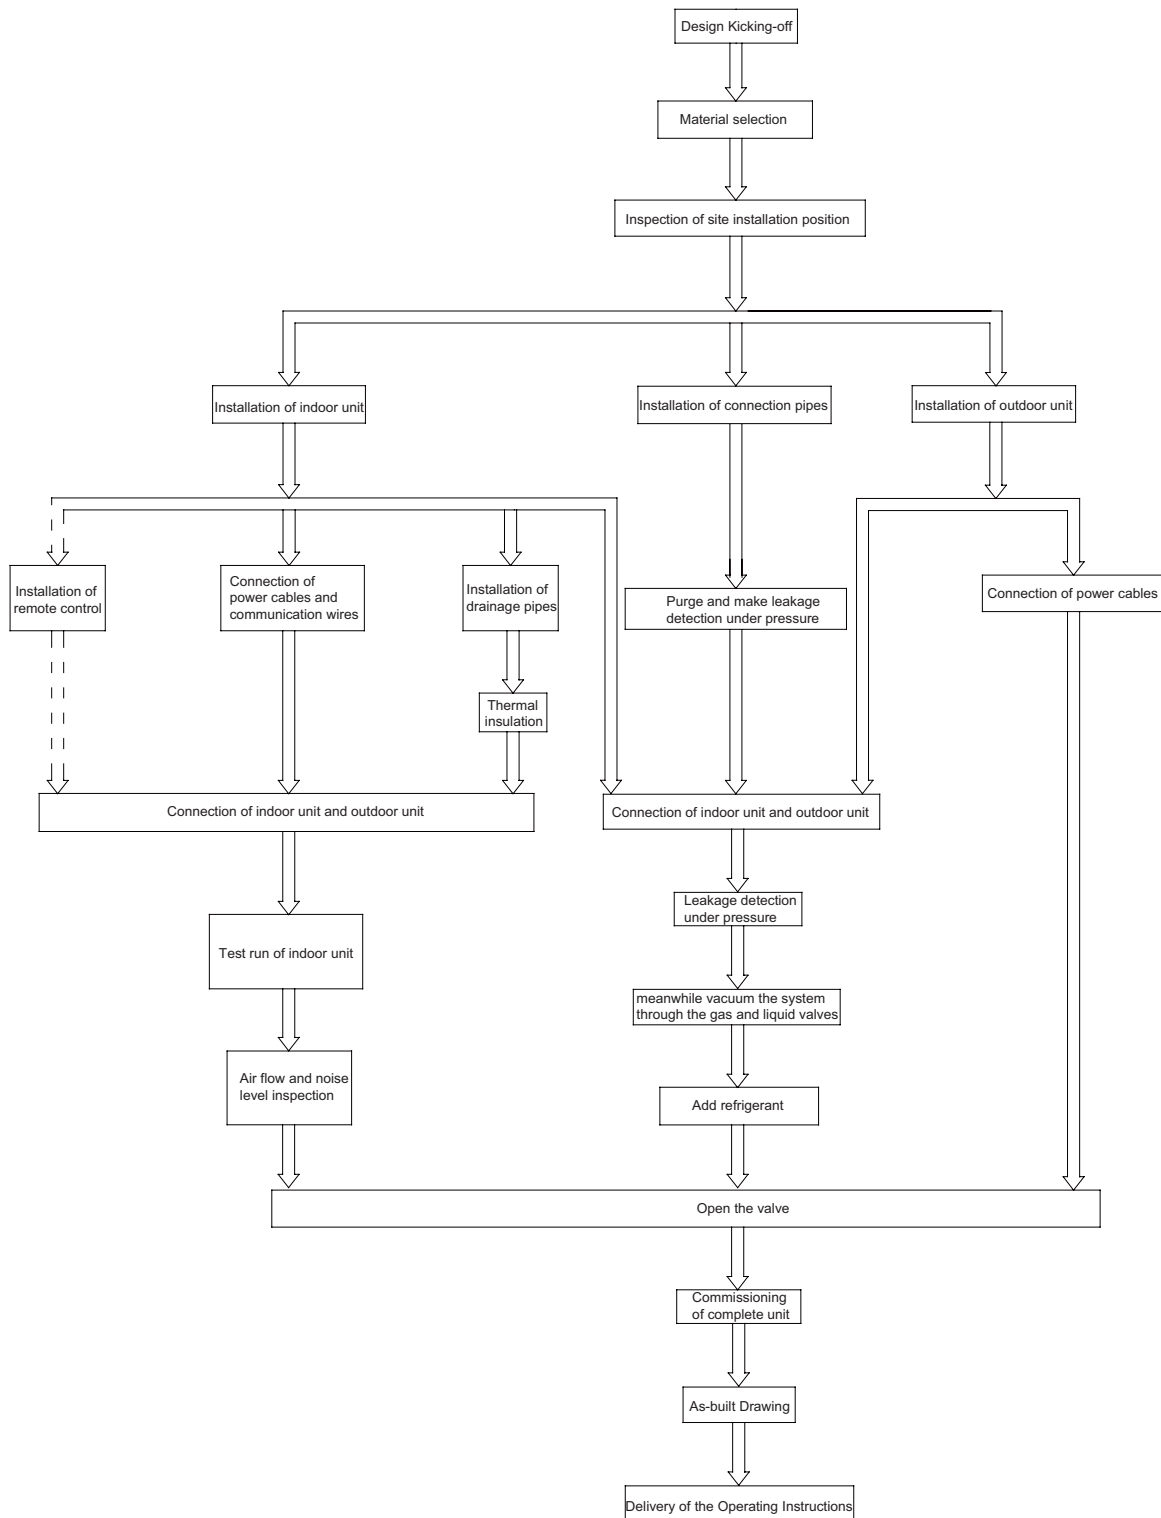 Design Kicking-off
Material selection
Inspection of site installation position
Installation of indoor unit
Installation of connection pipes
Installation of outdoor unit
Installation of
remote control
Connection of
power cables and
communication wires
Installation of
drainage pipes
Purge and make leakage
detection under pressure
Connection of power cables
Thermal
insulation
Connection of indoor unit and outdoor unit
Connection of indoor unit and outdoor unit
Leakage detection
under pressure
Test run of indoor unit
meanwhile vacuum the system
through the gas and liquid valves
Air flow and noise
level inspection
Add refrigerant
Open the valve
Commissioning
of complete unit
As-built Drawing
Delivery of the Operating Instructions